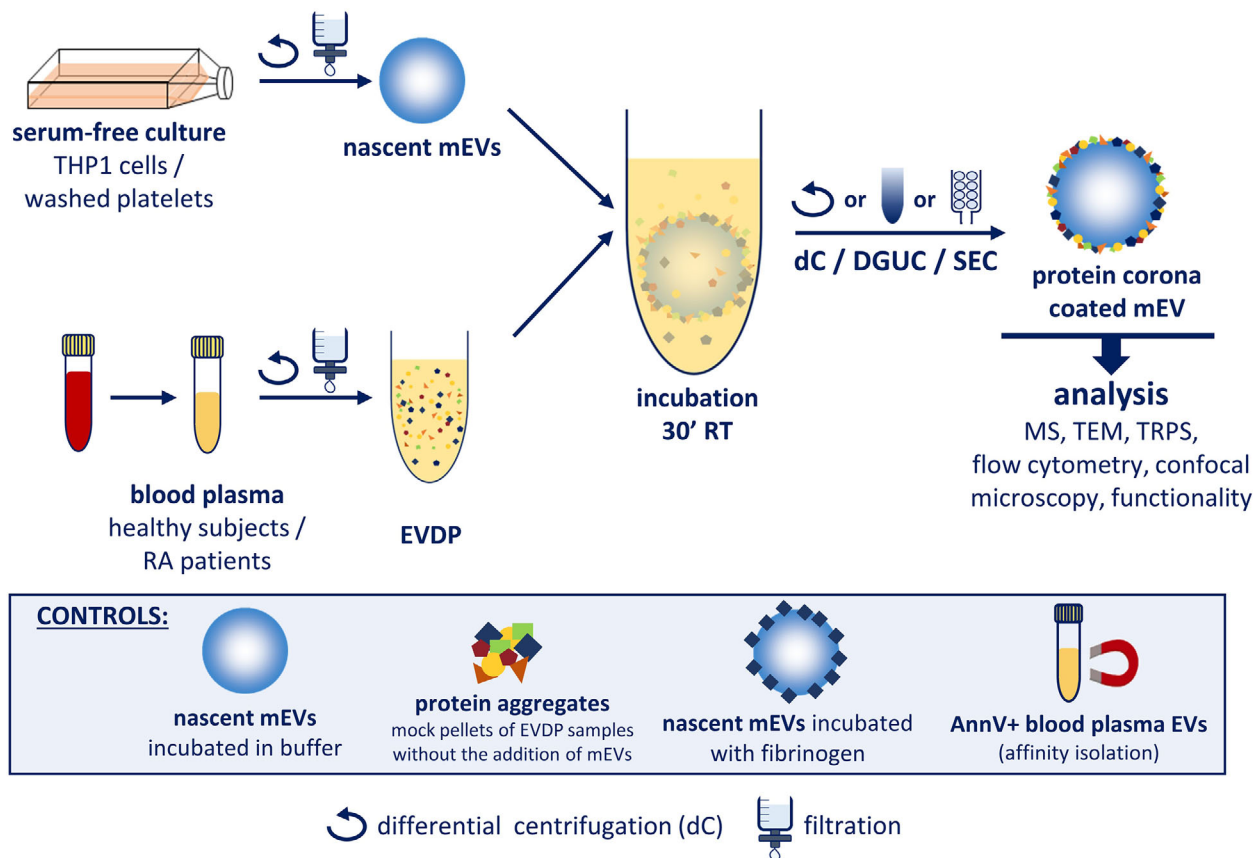 serum-free culture
THP1 cells /
washed platelets
nascent mEVs
blood plasma
healthy subjects /
RA patients
EVDP
incubation
30’ RT
or or
dC / DGUC / SEC
protein corona
coated mEV
analysis
MS, TEM, TRPS,
flow cytometry, confocal
microscopy, functionality
CONTROLS:
nascent mEVs
incubated in buffer
protein aggregates
mock pellets of EVDP samples
without the addition of mEVs
nascent mEVs incubated
with fibrinogen
AnnV+ blood plasma EVs
(affinity isolation)
differential centrifugation (dC)
filtration